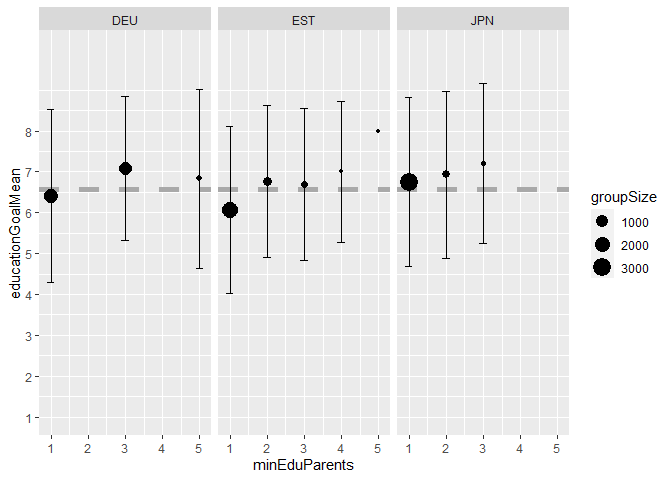 DEU EST JPN
educationGoalMean
8
7
6
5
4
3
2
1
1 2 3 4 5 1 2 3 4 5 1 2 3 4 5
minEduParents
groupSize
1000
2000
3000